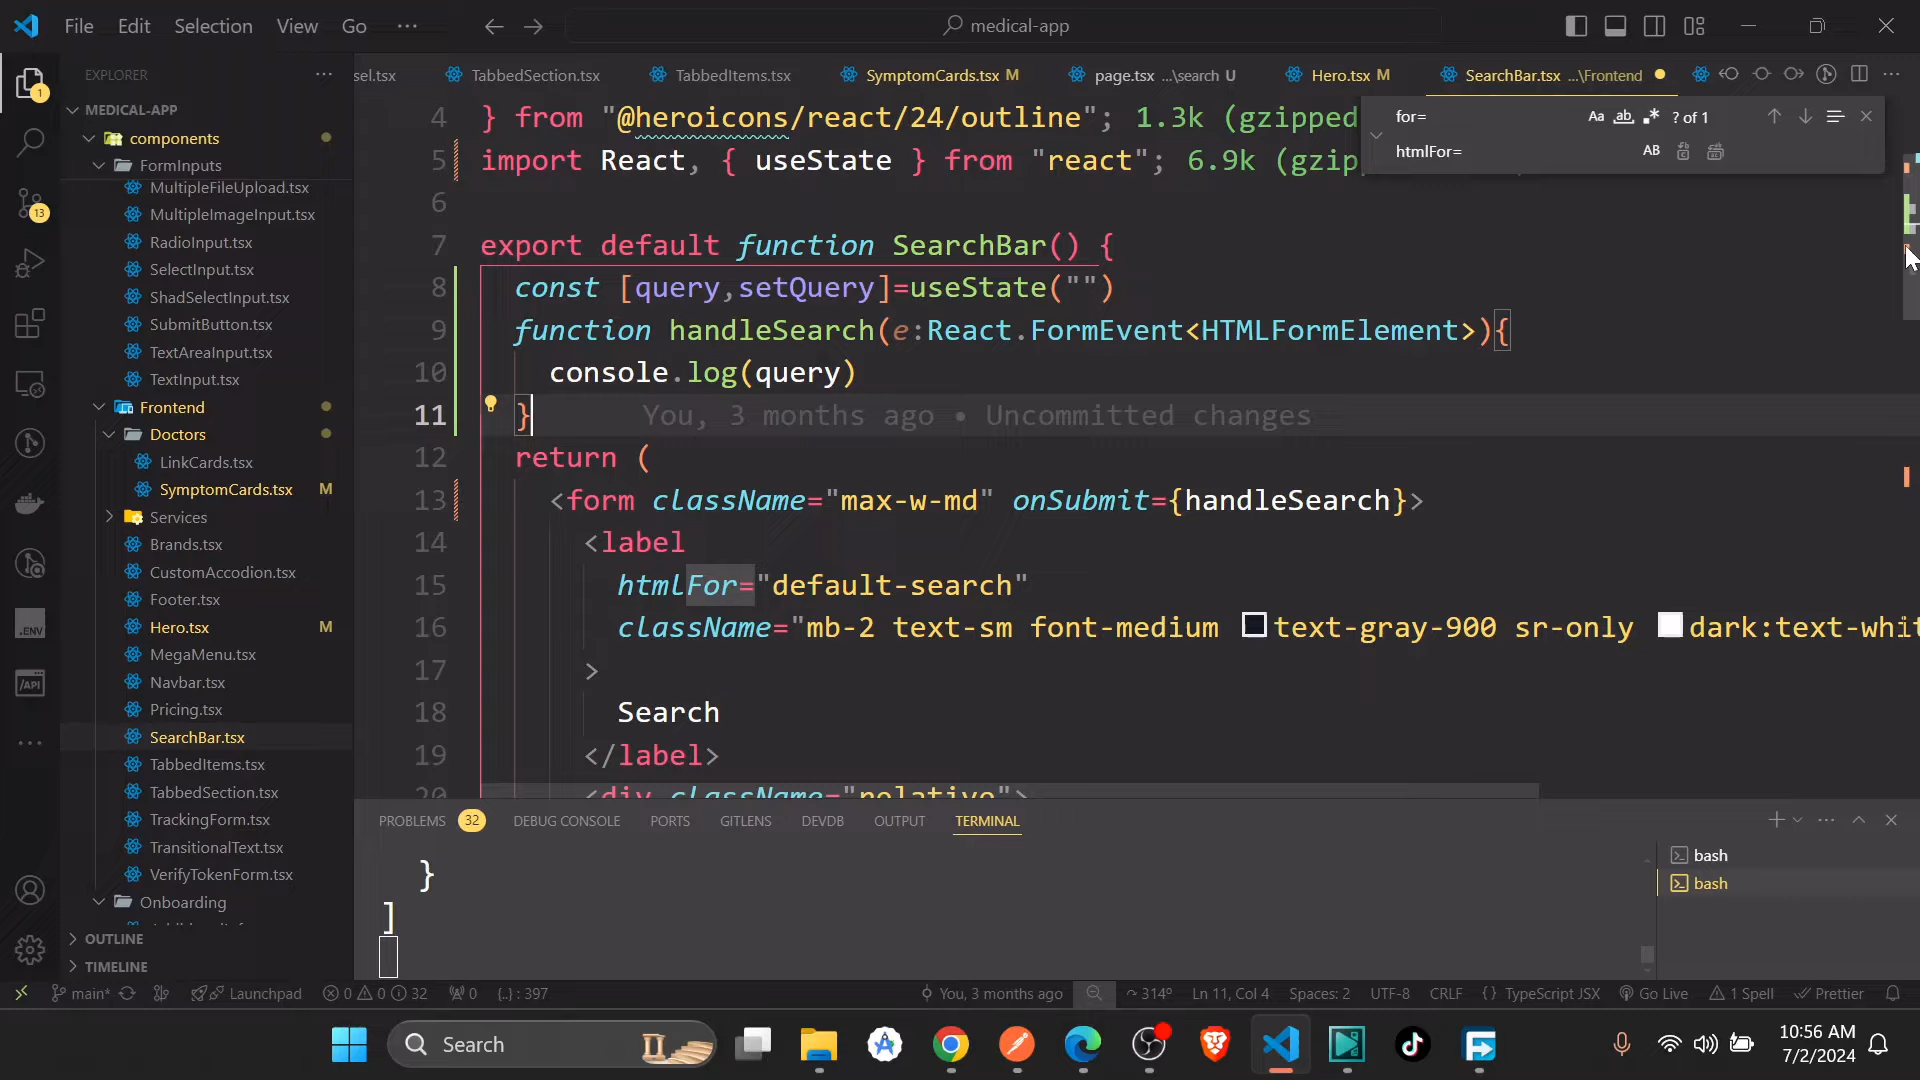 File Edit Selection View Go ··· medical-app
EXPLORER ···
MEDICAL-APP
components
FormInputs
MultipleFileUpload.tsx
MultipleImageInput.tsx
RadioInput.tsx
SelectInput.tsx
ShadSelectInput.tsx
SubmitButton.tsx
TextAreaInput.tsx
TextInput.tsx
Frontend
Doctors
LinkCards.tsx
SymptomCards.tsx M
Services
Brands.tsx
CustomAccodion.tsx
Footer.tsx
Hero.tsx M
MegaMenu.tsx
Navbar.tsx
Pricing.tsx
SearchBar.tsx
TabbedItems.tsx
TabbedSection.tsx
TrackingForm.tsx
TransitionalText.tsx
VerifyTokenForm.tsx
Onboarding
OUTLINE
TIMELINE
1
13
.ENV
/API
sel.tsx TabbedSection.tsx TabbedItems.tsx SymptomCards.tsx M page.tsx ...\search U Hero.tsx M SearchBar.tsx ...\Frontend
for= Aa ab ? of 1
htmlFor= AB
4 } from "@heroicons/react/24/outline"; 1.3k (gzipped
5 import React, { useState } from "react"; 6.9k (gzip
6
7 export default function SearchBar() {
8 const [query,setQuery]=useState("")
9 function handleSearch(e:React.FormEvent<HTMLFormElement>){
10 console.log(query)
11 } You, 3 months ago • Uncommitted changes
12 return (
13 <form className="max-w-md" onSubmit={handleSearch}>
14 <label
15 htmlFor="default-search"
16 className="mb-2 text-sm font-medium text-gray-900 sr-only dark:text-whit
17 >
18 Search
19 </label>
20 <div className="relative">
PROBLEMS 32 DEBUG CONSOLE PORTS GITLENS DEVDB OUTPUT TERMINAL
}
]
bash
bash
main* Launchpad 0 0 32 0 {..} : 397 You, 3 months ago 314° Ln 11, Col 4 Spaces: 2 UTF-8 CRLF {} TypeScript JSX Go Live 1 Spell Prettier
Search
10:56 AM
7/2/2024